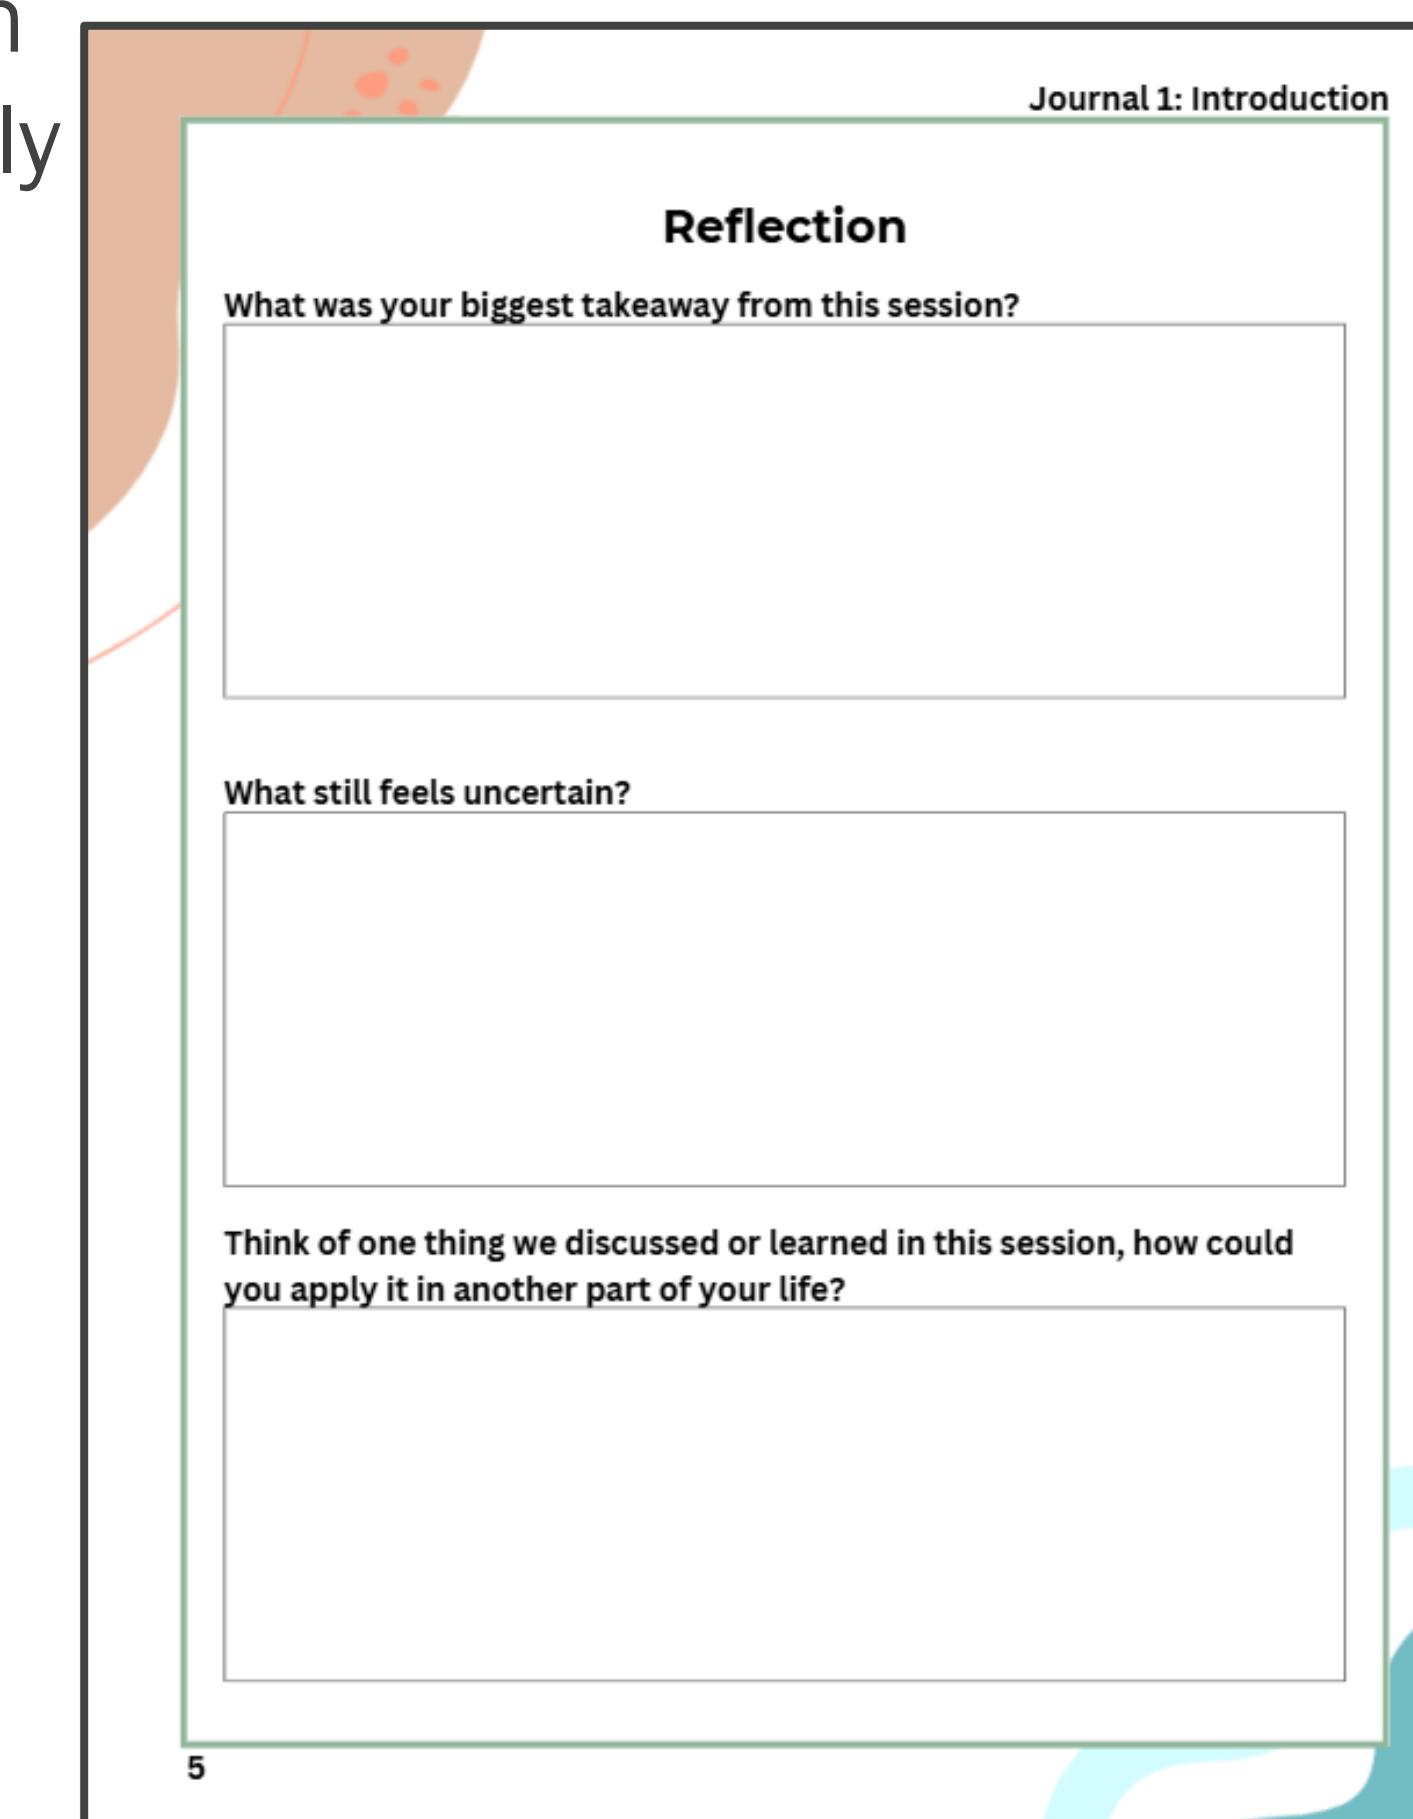 Journal 1: Introduction
Reflection
What was your biggest takeaway from this session?
What still feels uncertain?
Think of one thing we discussed or learned in this session, how could
you apply it in another part of your life?
5